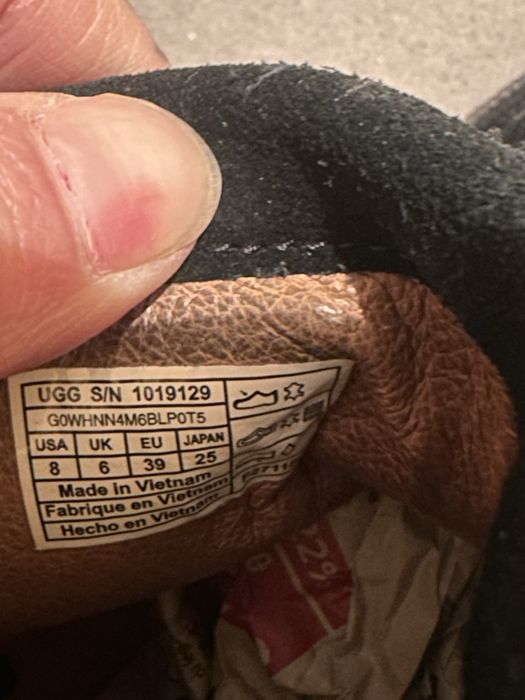 UGG S/N 1019129
G0WHNN4M6BLP0T5
USA UK EU JAPAN
8 6 39 25
Made in Vietnam
Fabrique en Vietnam
Hecho en Vietnam